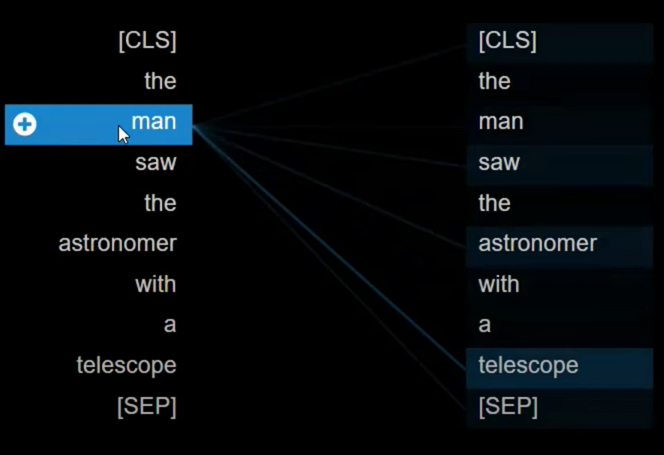 [CLS] [CLS]
the the
man man
saw saw
the the
astronomer astronomer
with with
a a
telescope telescope
[SEP] [SEP]